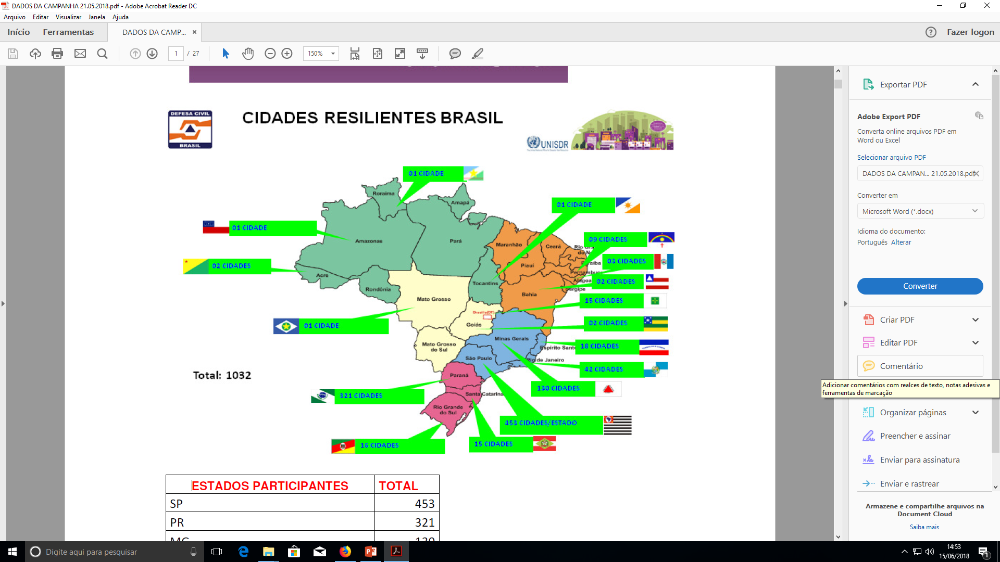 DADOS DA CAMPANHA 21.05.2018.pdf - Adobe Acrobat Reader DC
Arquivo Editar Visualizar Janela Ajuda
Início Ferramentas DADOS DA CAMP... × Fazer logon
1 / 27 150%
DEFESA CIVIL
BRASIL
CIDADES RESILIENTES BRASIL
UNISDR
01 CIDADE
Roraima
Amapá
01 CIDADE
01 CIDADE
Amazonas
Pará
Maranhão
Ceará
09 CIDADES
02 CIDADES
Acre
Piauí
03 CIDADES
Pernambuco
Rondônia
Tocantins
02 CIDADES
Sergipe
Mato Grosso
Bahia
15 CIDADES
Brasília(DF)
01 CIDADE
Goiás
02 CIDADES
Minas Gerais
18 CIDADES
Mato Grosso
do Sul
Espírito Santo
São Paulo
Rio de Janeiro
42 CIDADES
Total: 1032
Paraná
130 CIDADES
321 CIDADES
Santa Catarina
Rio Grande
do Sul
453 CIDADES/ESTADO
16 CIDADES
15 CIDADES
ESTADOS PARTICIPANTES TOTAL
SP 453
PR 321
MG 130
Exportar PDF
Adobe Export PDF
Converta online arquivos PDF em
Word ou Excel
Selecionar arquivo PDF
DADOS DA CAMPAN... 21.05.2018.pdf
Converter em
Microsoft Word (*.docx)
Idioma do documento:
Português Alterar
Converter
Criar PDF
Editar PDF
Comentário
Adicionar comentários com realces de texto, notas adesivas e
ferramentas de marcação
Organizar páginas
Preencher e assinar
Enviar para assinatura
Enviar e rastrear
Armazene e compartilhe arquivos na
Document Cloud
Saiba mais
Digite aqui para pesquisar
14:53
15/06/2018
1